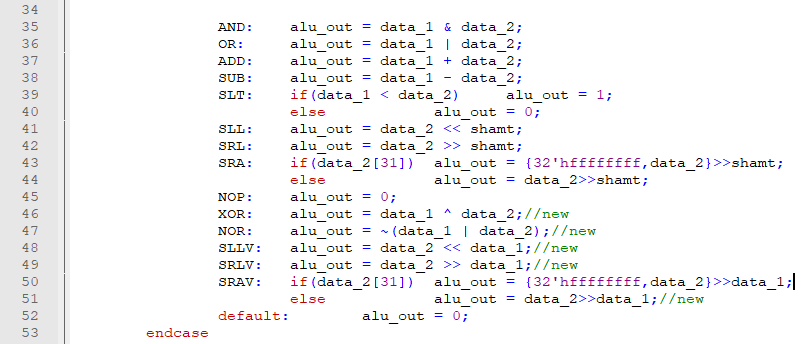 34
35 AND: alu_out = data_1 & data_2;
36 OR: alu_out = data_1 | data_2;
37 ADD: alu_out = data_1 + data_2;
38 SUB: alu_out = data_1 - data_2;
39 SLT: if(data_1 < data_2) alu_out = 1;
40 else alu_out = 0;
41 SLL: alu_out = data_2 << shamt;
42 SRL: alu_out = data_2 >> shamt;
43 SRA: if(data_2[31]) alu_out = {32'hffffffff,data_2}>>shamt;
44 else alu_out = data_2>>shamt;
45 NOP: alu_out = 0;
46 XOR: alu_out = data_1 ^ data_2;//new
47 NOR: alu_out = ~(data_1 | data_2);//new
48 SLLV: alu_out = data_2 << data_1;//new
49 SRLV: alu_out = data_2 >> data_1;//new
50 SRAV: if(data_2[31]) alu_out = {32'hffffffff,data_2}>>data_1;
51 else alu_out = data_2>>data_1;//new
52 default: alu_out = 0;
53 endcase